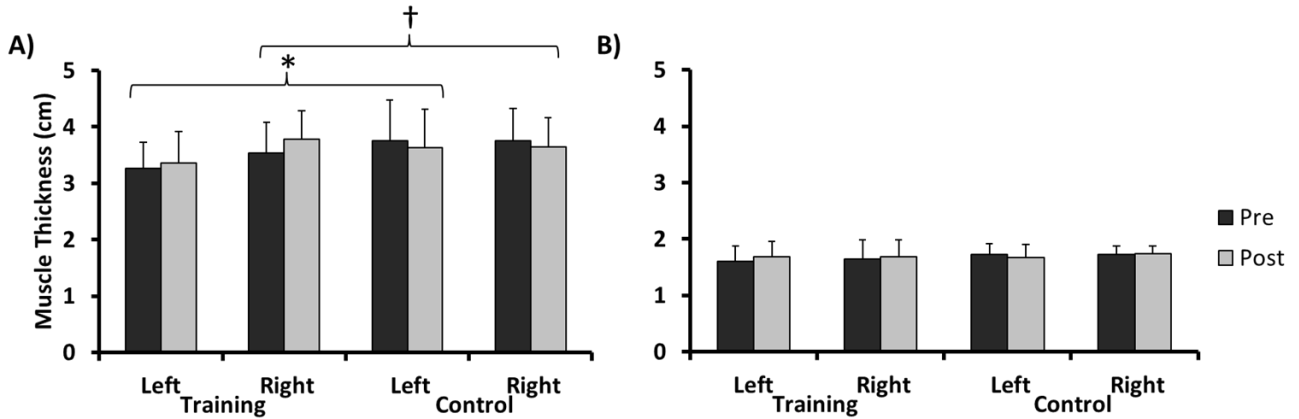 †
A)
*
Muscle Thickness (cm)
5
4
3
2
1
0
Left Right Left Right
Training Control
B)
5
4
3
2
1
0
Left Right Left Right
Training Control
Pre
Post